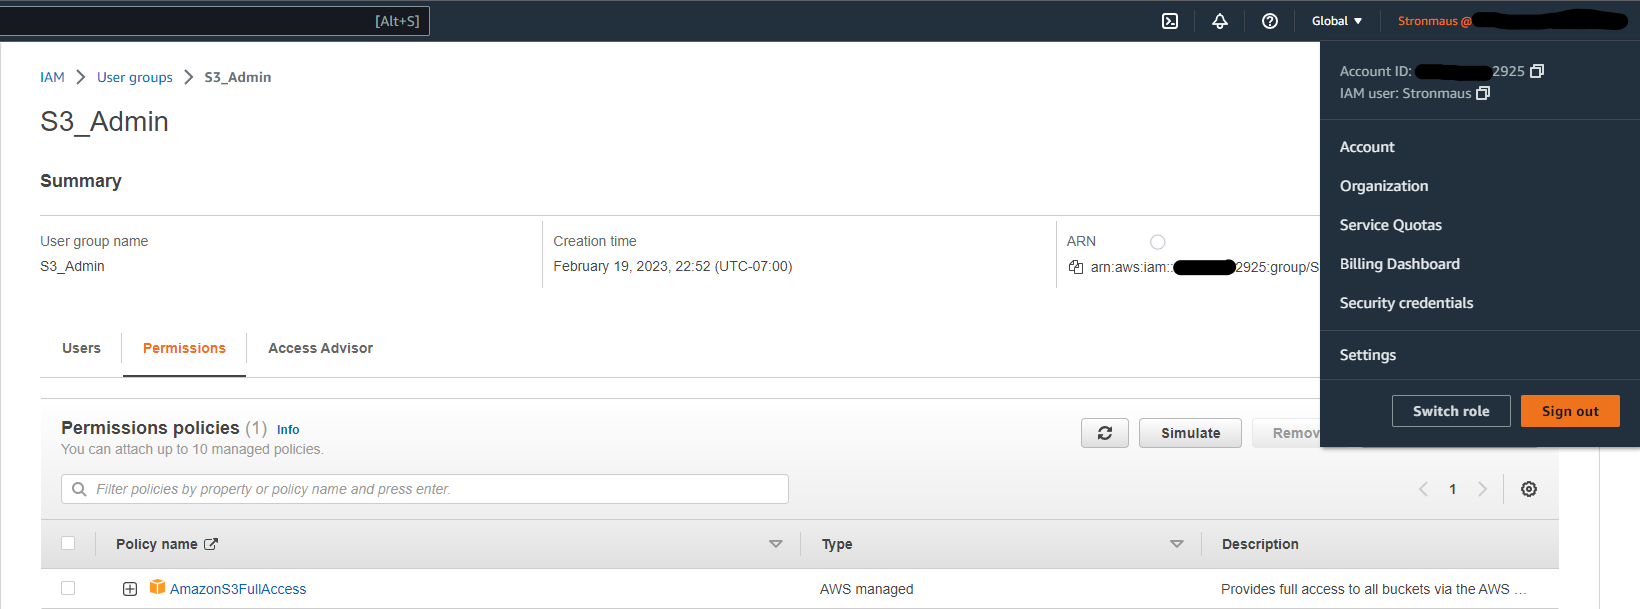 [Alt+S]
Global
Stronmaus @
Account ID: 2925
IAM user: Stronmaus
Account
Organization
Service Quotas
Billing Dashboard
Security credentials
Settings
Switch role
Sign out
IAM > User groups > S3_Admin
S3_Admin
Summary
User group name
S3_Admin
Creation time
February 19, 2023, 22:52 (UTC-07:00)
ARN
arn:aws:iam:: 2925:group/S
Users
Permissions
Access Advisor
Permissions policies (1) Info
You can attach up to 10 managed policies.
Simulate
Remov
Filter policies by property or policy name and press enter.
1
Policy name
Type
Description
AmazonS3FullAccess
AWS managed
Provides full access to all buckets via the AWS ...